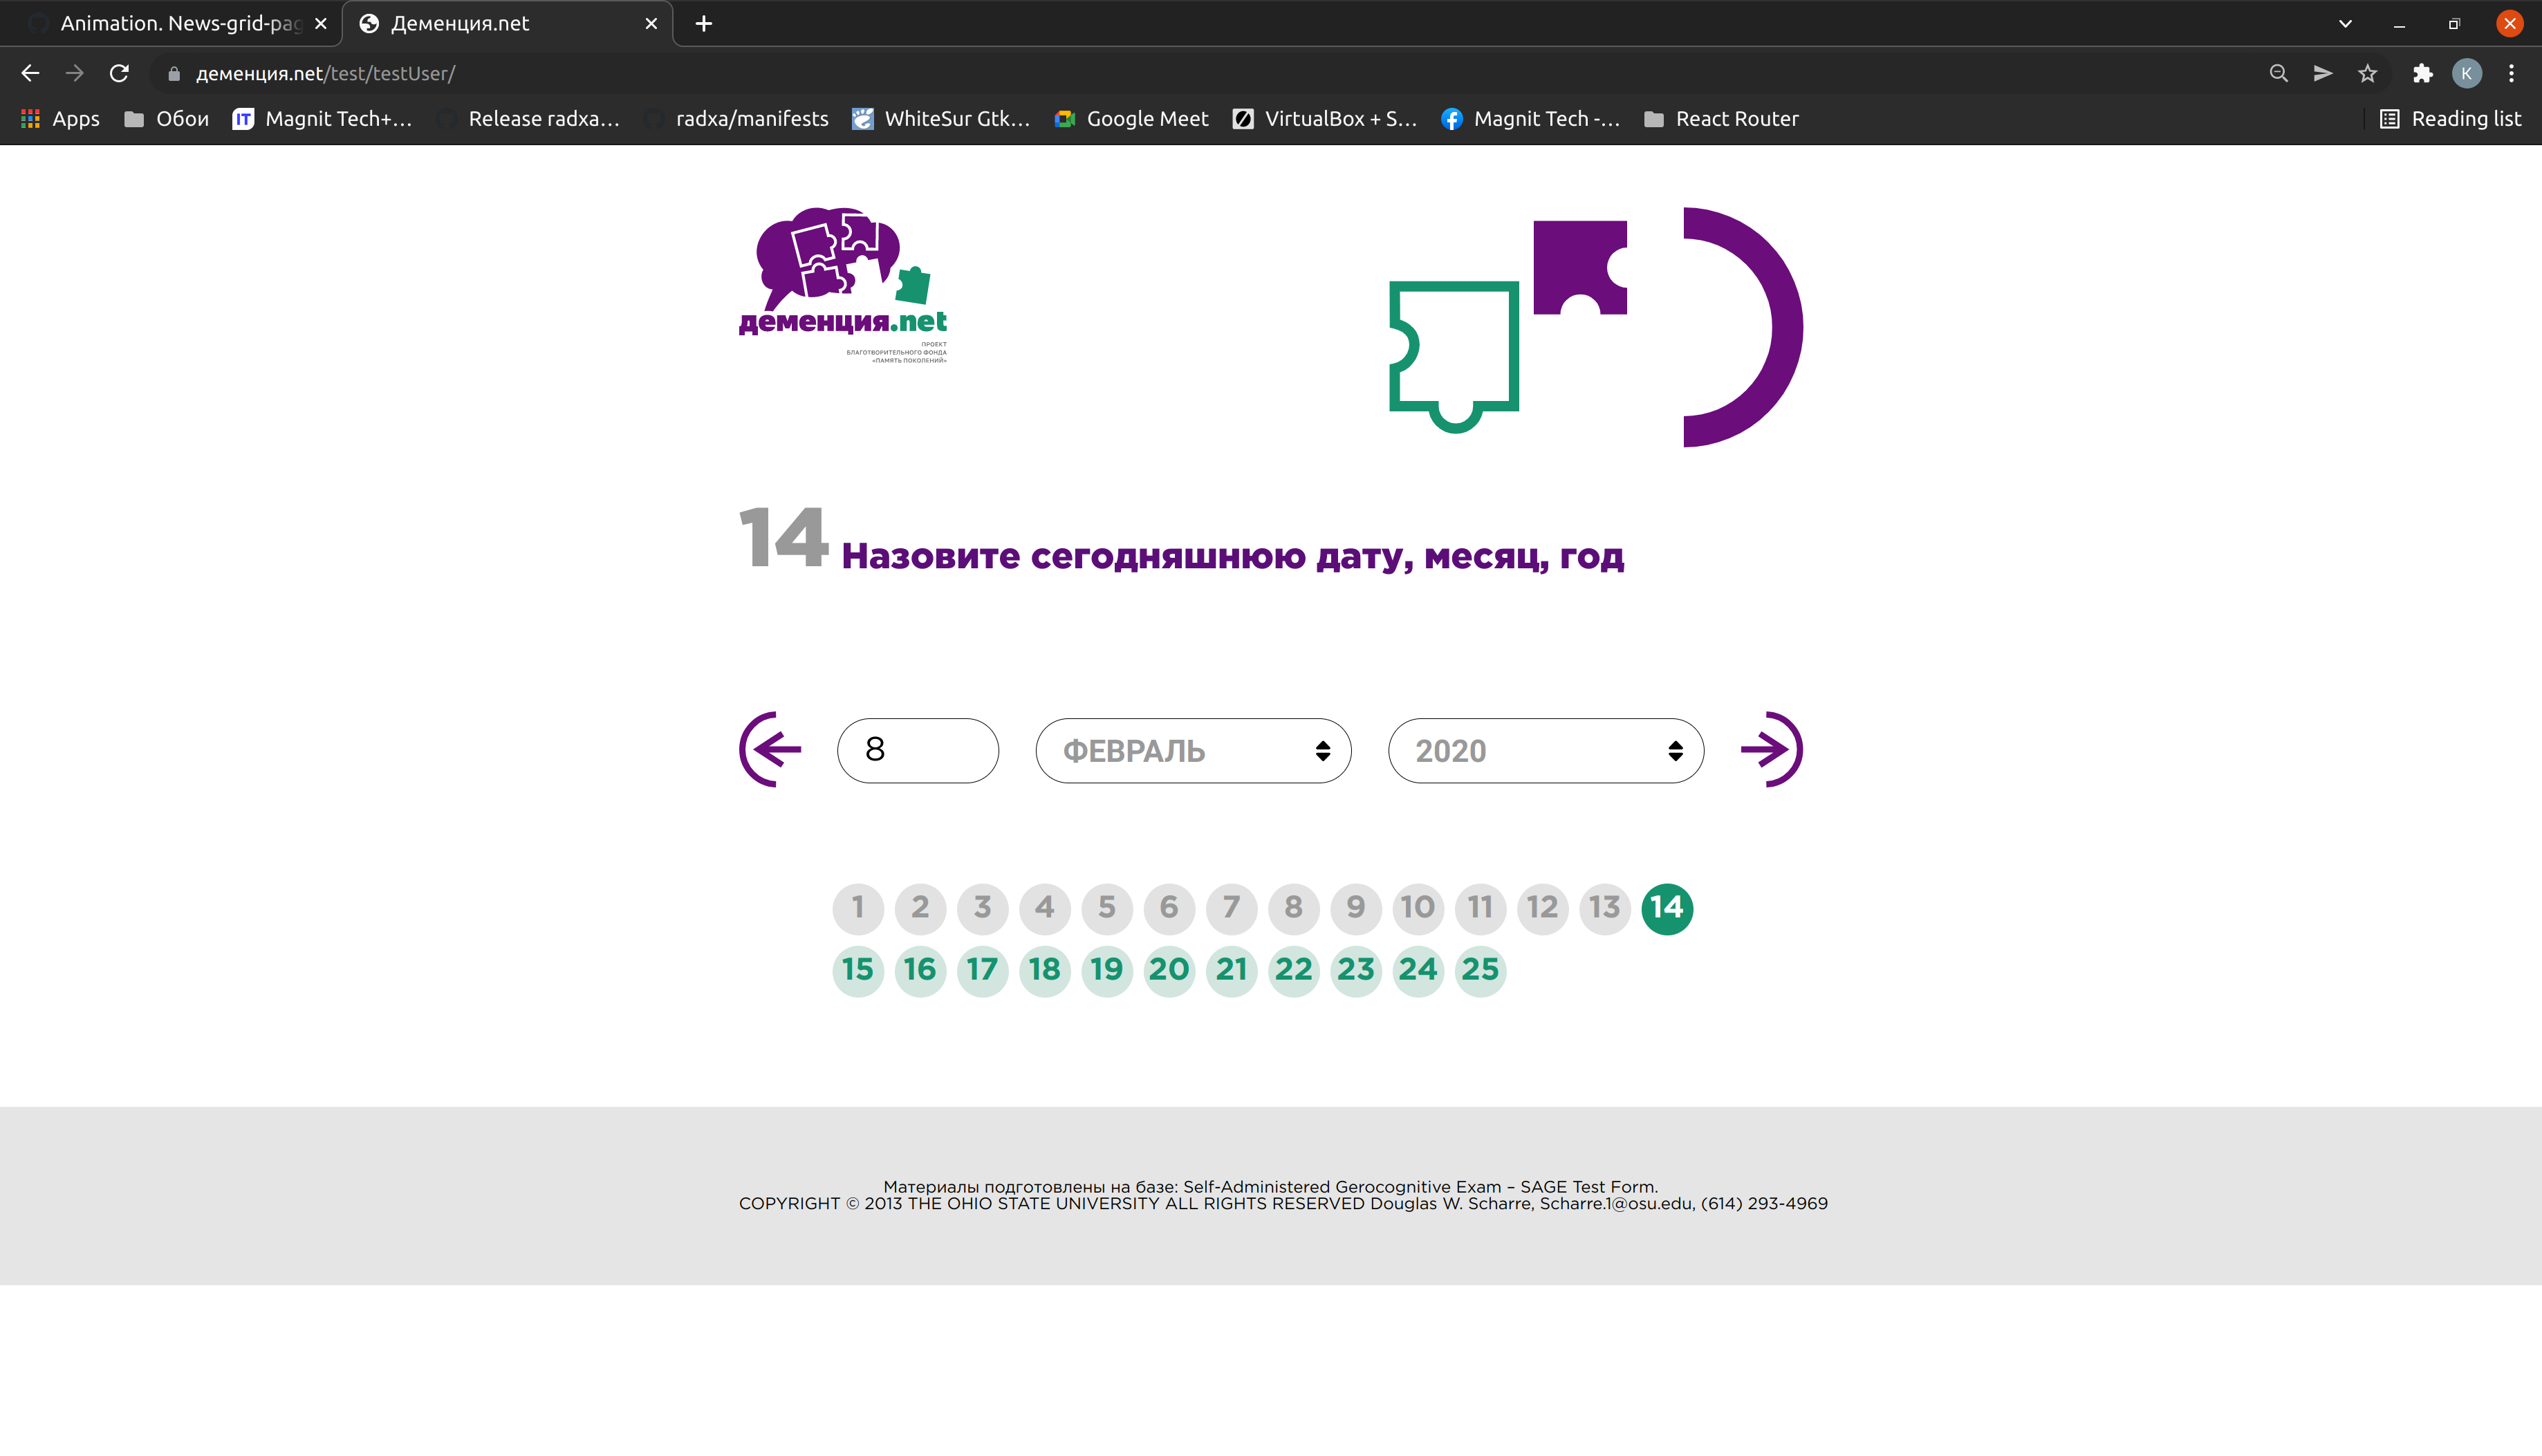 Animation. News-grid-pag
Деменция.net
деменция.net/test/testUser/
K
Apps
Обои
IT
Magnit Tech+...
Release radxa...
radxa/manifests
WhiteSur Gtk...
Google Meet
VirtualBox + S...
Magnit Tech -...
React Router
Reading list
деменция.net
ПРОЕКТ
БЛАГОТВОРИТЕЛЬНОГО ФОНДА
«ПАМЯТЬ ПОКОЛЕНИЙ»
14 Назовите сегодняшнюю дату, месяц, год
8 ФЕВРАЛЬ 2020
1 2 3 4 5 6 7 8 9 10 11 12 13 14
15 16 17 18 19 20 21 22 23 24 25
Материалы подготовлены на базе: Self-Administered Gerocognitive Exam – SAGE Test Form.
COPYRIGHT © 2013 THE OHIO STATE UNIVERSITY ALL RIGHTS RESERVED Douglas W. Scharre, Scharre.1@osu.edu, (614) 293-4969